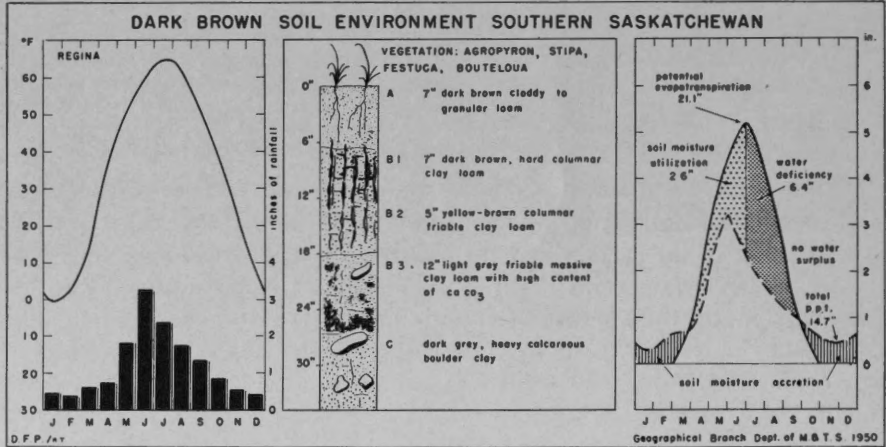 DARK BROWN SOIL ENVIRONMENT SOUTHERN SASKATCHEWAN
°F
REGINA
60
50
40
30
20
10
0
10
20
30
4
3
2
1
0
inches of rainfall
J F M A M J J A S O N D
D.F.P./
VEGETATION: AGROPYRON, STIPA,
FESTUCA, BOUTELOUA
0"
6"
12"
18"
24"
30"
A 7" dark brown cloddy to
granular loam
B1 7" dark brown, hard columnar
clay loam
B2 5" yellow-brown columnar
friable clay loam
B3 . 12" light grey friable massive
clay loam with high content
of ca co3
C dark grey, heavy calcareous
boulder clay
in.
6
5
4
3
2
1
0
potential
evapotranspiration
21.1"
soil moisture
utilization
2.6"
water
deficiency
6.4"
no water
surplus
total
p.p.t.
14.7"
soil moisture accretion
J F M A M J J A S O N D
Geographical Branch Dept. of M.& T.S. 1950